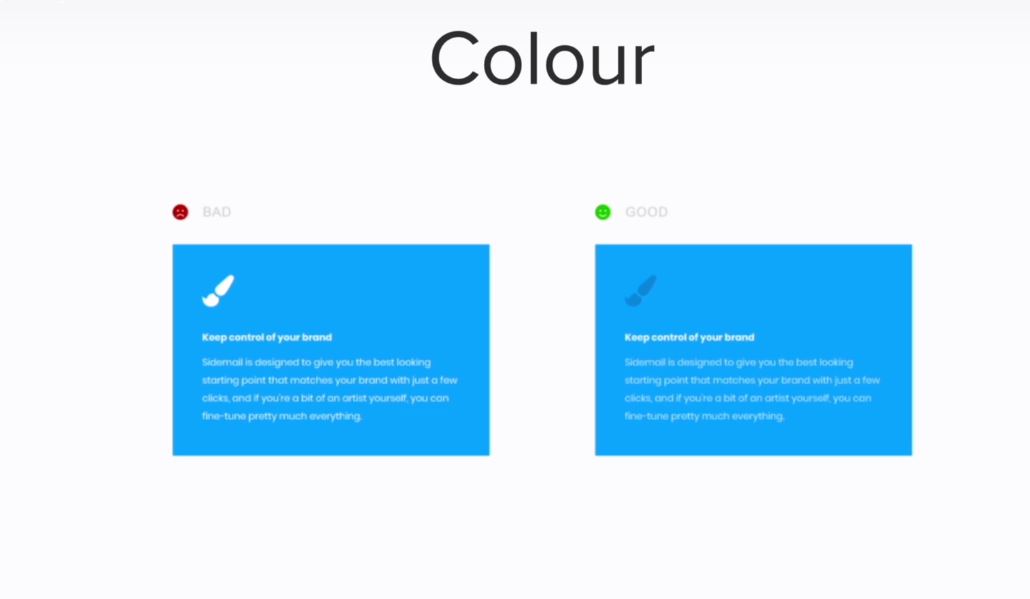 Colour
BAD
Keep control of your brand
Sidemail is designed to give you the best looking
starting point that matches your brand with just a few
clicks, and if you're a bit of an artist yourself, you can
fine-tune pretty much everything.
GOOD
Keep control of your brand
Sidemail is designed to give you the best looking
starting point that matches your brand with just a few
clicks, and if you're a bit of an artist yourself, you can
fine-tune pretty much everything.